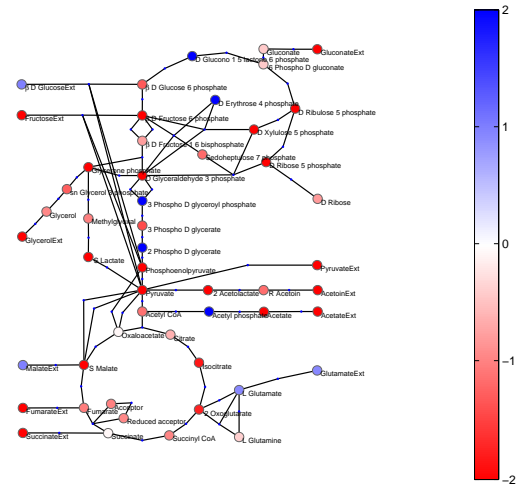 2
D Glucono 1 5 lactone 6 phosphate
Gluconate
GluconateExt
6 Phospho D gluconate
β D GlucoseExt
β D Glucose 6 phosphate
D Erythrose 4 phosphate
D Ribulose 5 phosphate
FructoseExt
β D Fructose 6 phosphate
1
D Xylulose 5 phosphate
β D Fructose 1 6 bisphosphate
Sedoheptulose 7 phosphate
D Ribose 5 phosphate
Glycerone phosphate
D Glyceraldehyde 3 phosphate
sn Glycerol 3 phosphate
3 Phospho D glyceroyl phosphate
D Ribose
Glycerol
Methylglyoxal
3 Phospho D glycerate
GlycerolExt
0
2 Phospho D glycerate
S Lactate
Phosphoenolpyruvate
PyruvateExt
Pyruvate
2 Acetolactate
R Acetoin
AcetoinExt
Acetyl CoA
Acetyl phosphate
Acetate
AcetateExt
Oxaloacetate
Citrate
MalateExt
S Malate
Isocitrate
−1
GlutamateExt
L Glutamate
FumarateExt
Fumarate
Acceptor
2 Oxoglutarate
Reduced acceptor
SuccinateExt
Succinate
Succinyl CoA
L Glutamine
−2